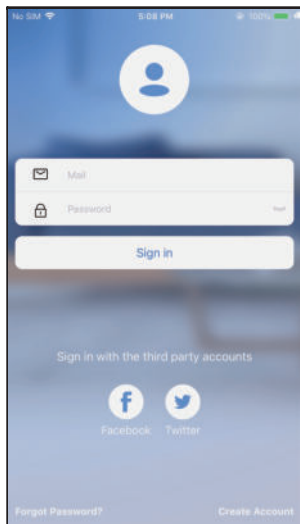 No SIM 5:08 PM 100%
Mail
Password
Sign in
Sign in with the third party accounts
Facebook Twitter
Forgot Password? Create Account